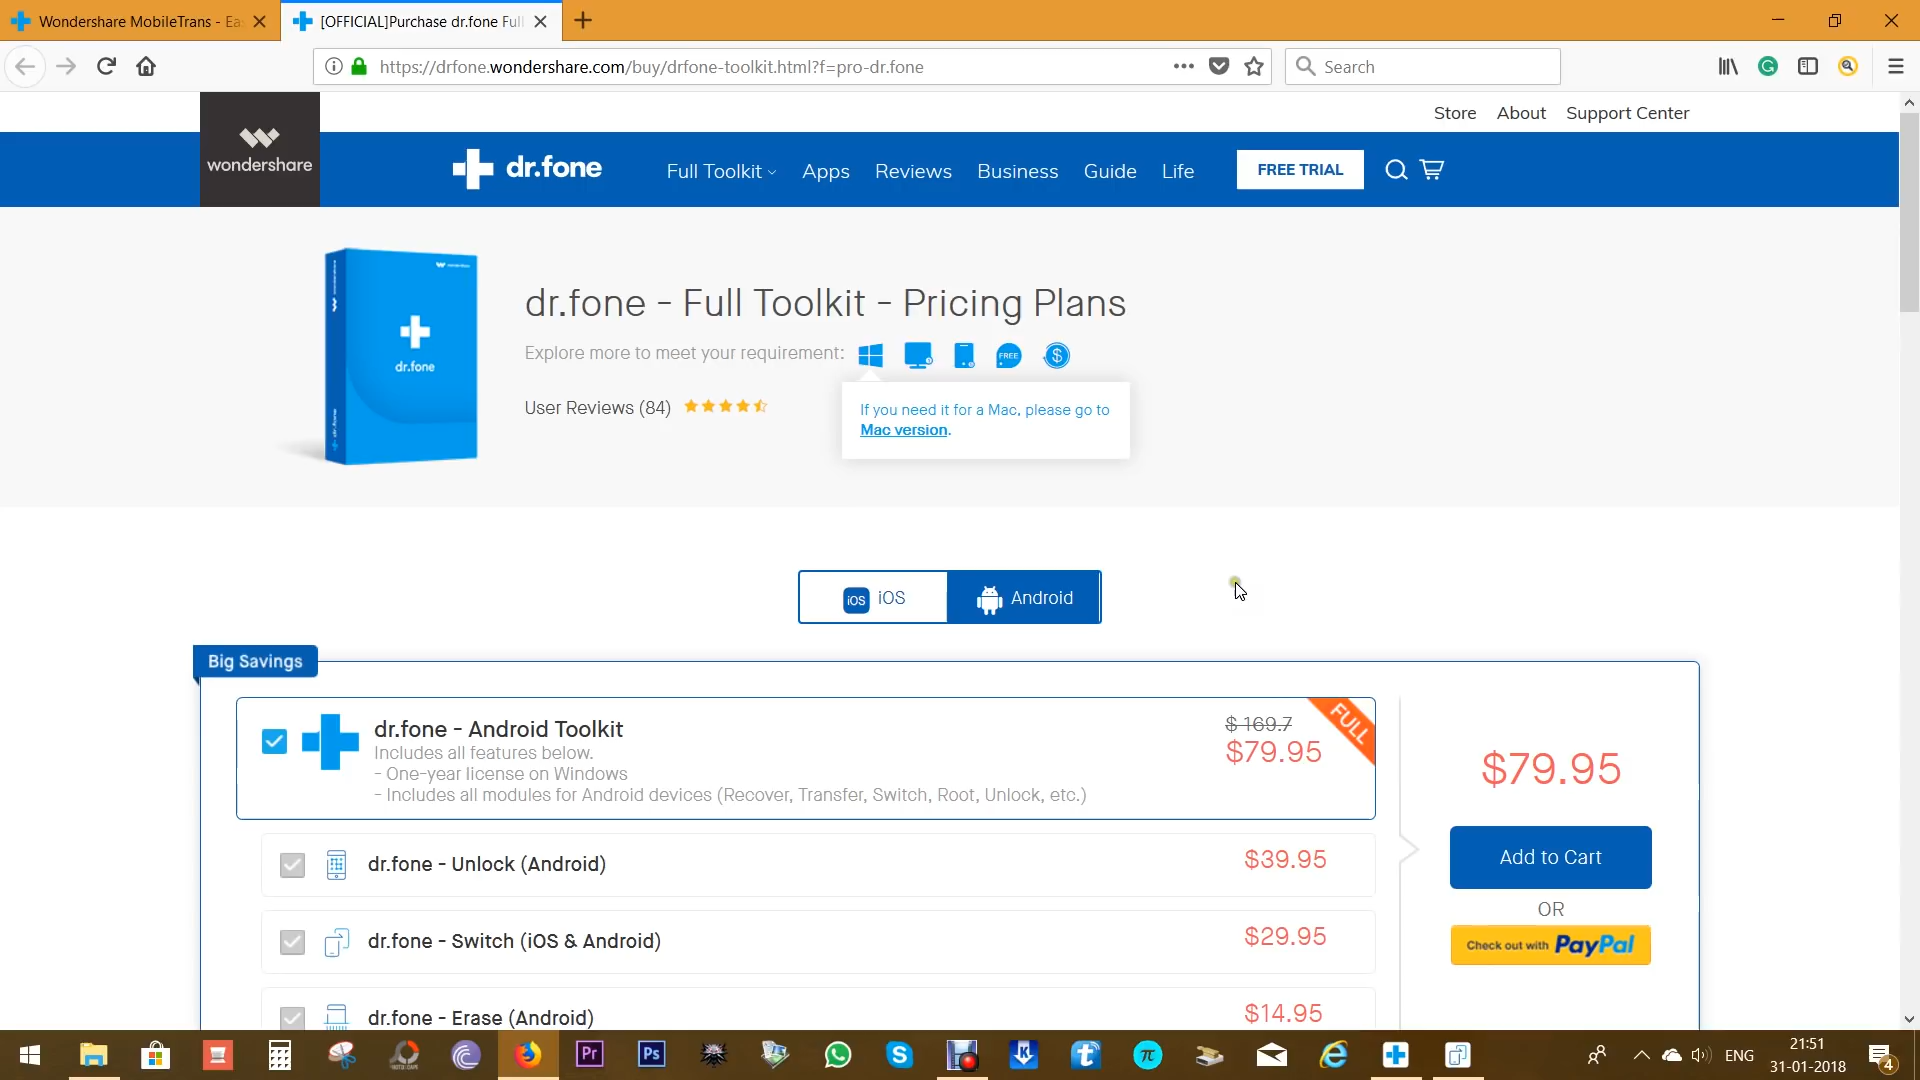 Wondershare MobileTrans - Eas
[OFFICIAL]Purchase dr.fone Full
https://drfone.wondershare.com/buy/drfone-toolkit.html?f=pro-dr.fone
Search
Store About Support Center
wondershare
dr.fone
Full Toolkit Apps Reviews Business Guide Life
FREE TRIAL
dr.fone - Full Toolkit - Pricing Plans
Explore more to meet your requirement:
FREE
$
dr.fone
User Reviews (84)
If you need it for a Mac, please go to
Mac version.
iOS iOS
Android
Big Savings
dr.fone - Android Toolkit
Includes all features below.
- One-year license on Windows
- Includes all modules for Android devices (Recover, Transfer, Switch, Root, Unlock, etc.)
$ 169.7
$79.95
FULL
dr.fone - Unlock (Android)
$39.95
dr.fone - Switch (iOS & Android)
$29.95
dr.fone - Erase (Android)
$14.95
$79.95
Add to Cart
OR
Check out with PayPal
Pr
Ps
ENG
21:51
31-01-2018
4